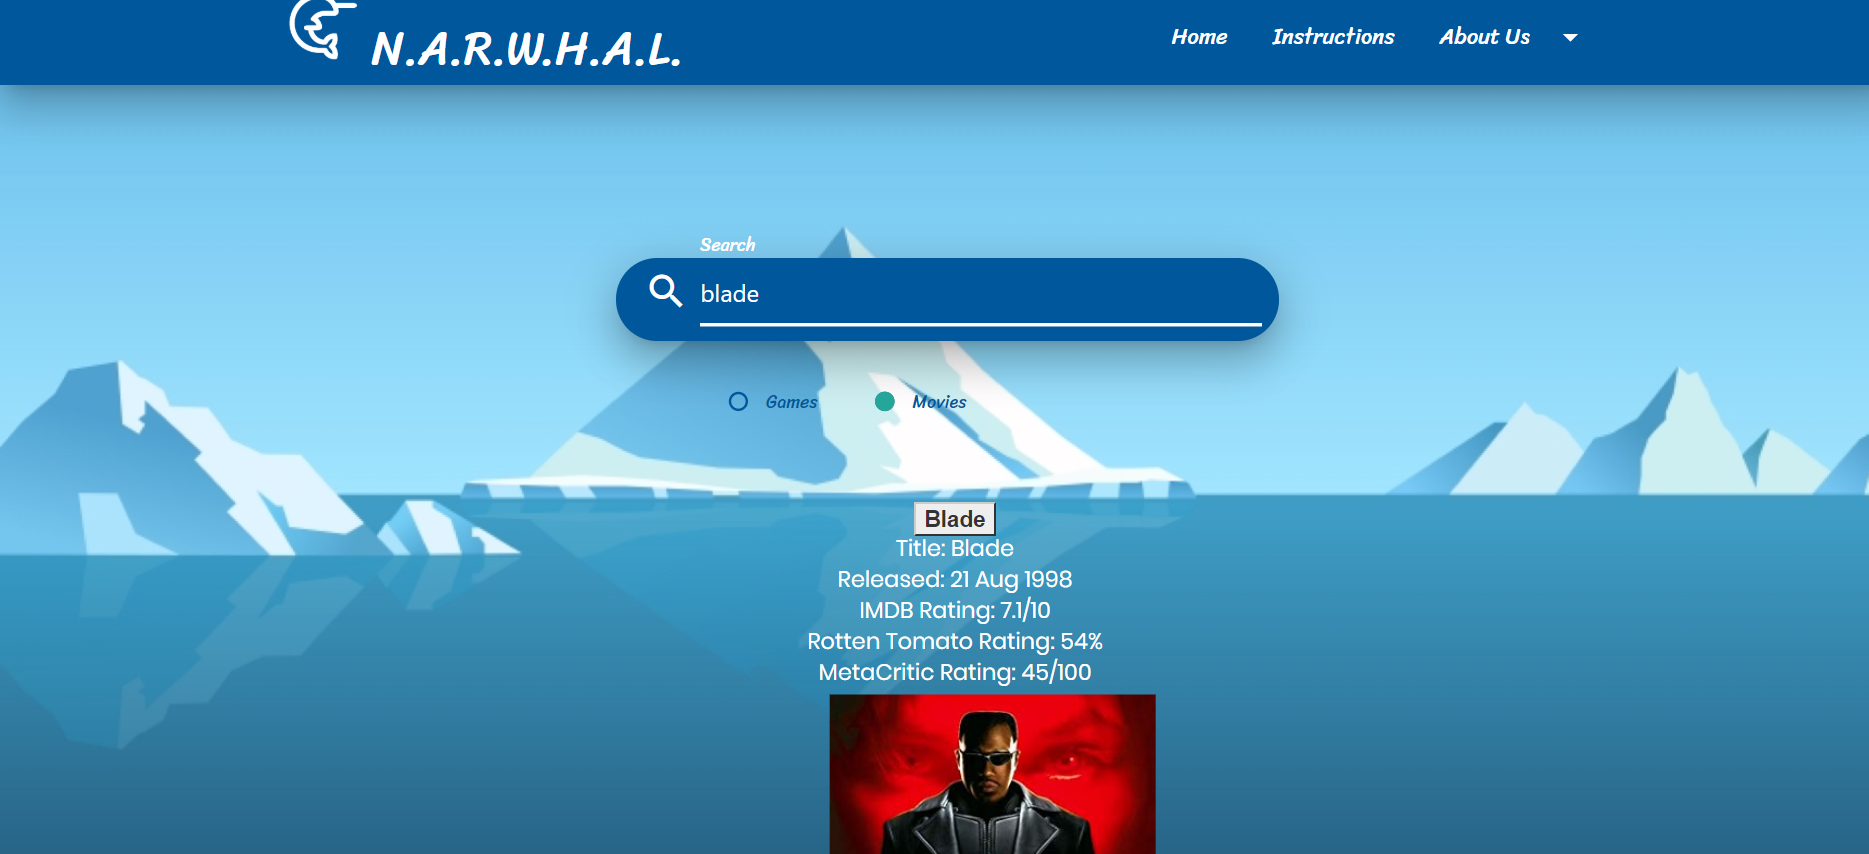 N.A.R.W.H.A.L.
Home Instructions About Us
Search
blade
Games Movies
Blade
Title: Blade
Released: 21 Aug 1998
IMDB Rating: 7.1/10
Rotten Tomato Rating: 54%
MetaCritic Rating: 45/100